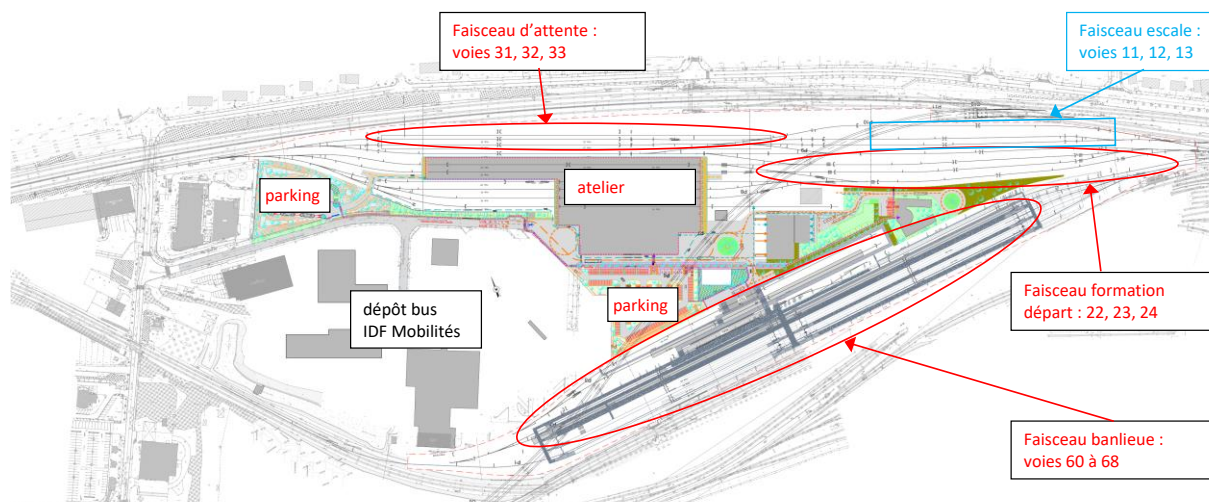 Faisceau d’attente :
voies 31, 32, 33
Faisceau escale :
voies 11, 12, 13
parking
atelier
dépôt bus
IDF Mobilités
parking
Faisceau formation
départ : 22, 23, 24
Faisceau banlieue :
voies 60 à 68